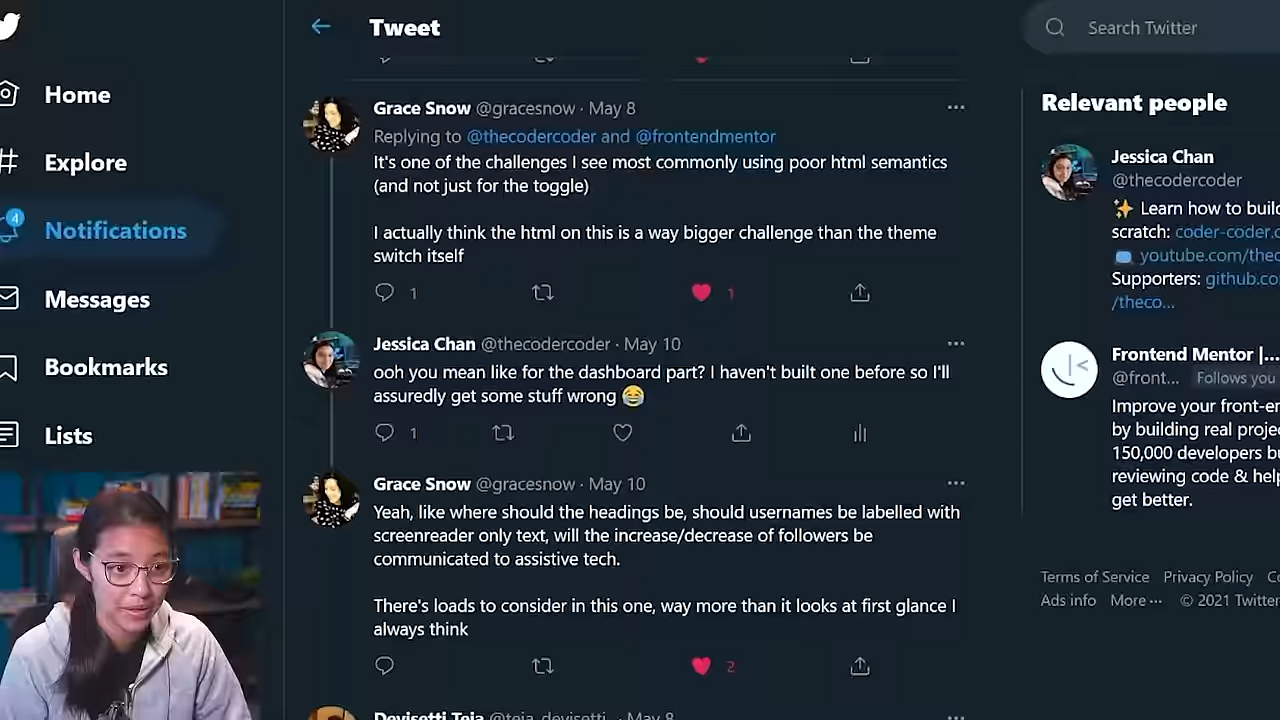 Tweet
Search Twitter
Home
Explore
4
Notifications
Messages
Bookmarks
Lists
Grace Snow @gracesnow · May 8
Replying to @thecodercoder and @frontendmentor
It's one of the challenges I see most commonly using poor html semantics
(and not just for the toggle)
I actually think the html on this is a way bigger challenge than the theme
switch itself
1
1
Jessica Chan @thecodercoder · May 10
ooh you mean like for the dashboard part? I haven't built one before so I'll
assuredly get some stuff wrong 😂
1
Grace Snow @gracesnow · May 10
Yeah, like where should the headings be, should usernames be labelled with
screenreader only text, will the increase/decrease of followers be
communicated to assistive tech.
There's loads to consider in this one, way more than it looks at first glance I
always think
2
Devisetti Teja @teja_devisetti · May 8
Relevant people
Jessica Chan
@thecodercoder
✨ Learn how to build
scratch: coder-coder.c
youtube.com/thec
Supporters: github.co
/theco...
Frontend Mentor |...
@front... Follows you
Improve your front-en
by building real projec
150,000 developers bu
reviewing code & help
get better.
Terms of Service Privacy Policy Co
Ads info More ··· © 2021 Twitter